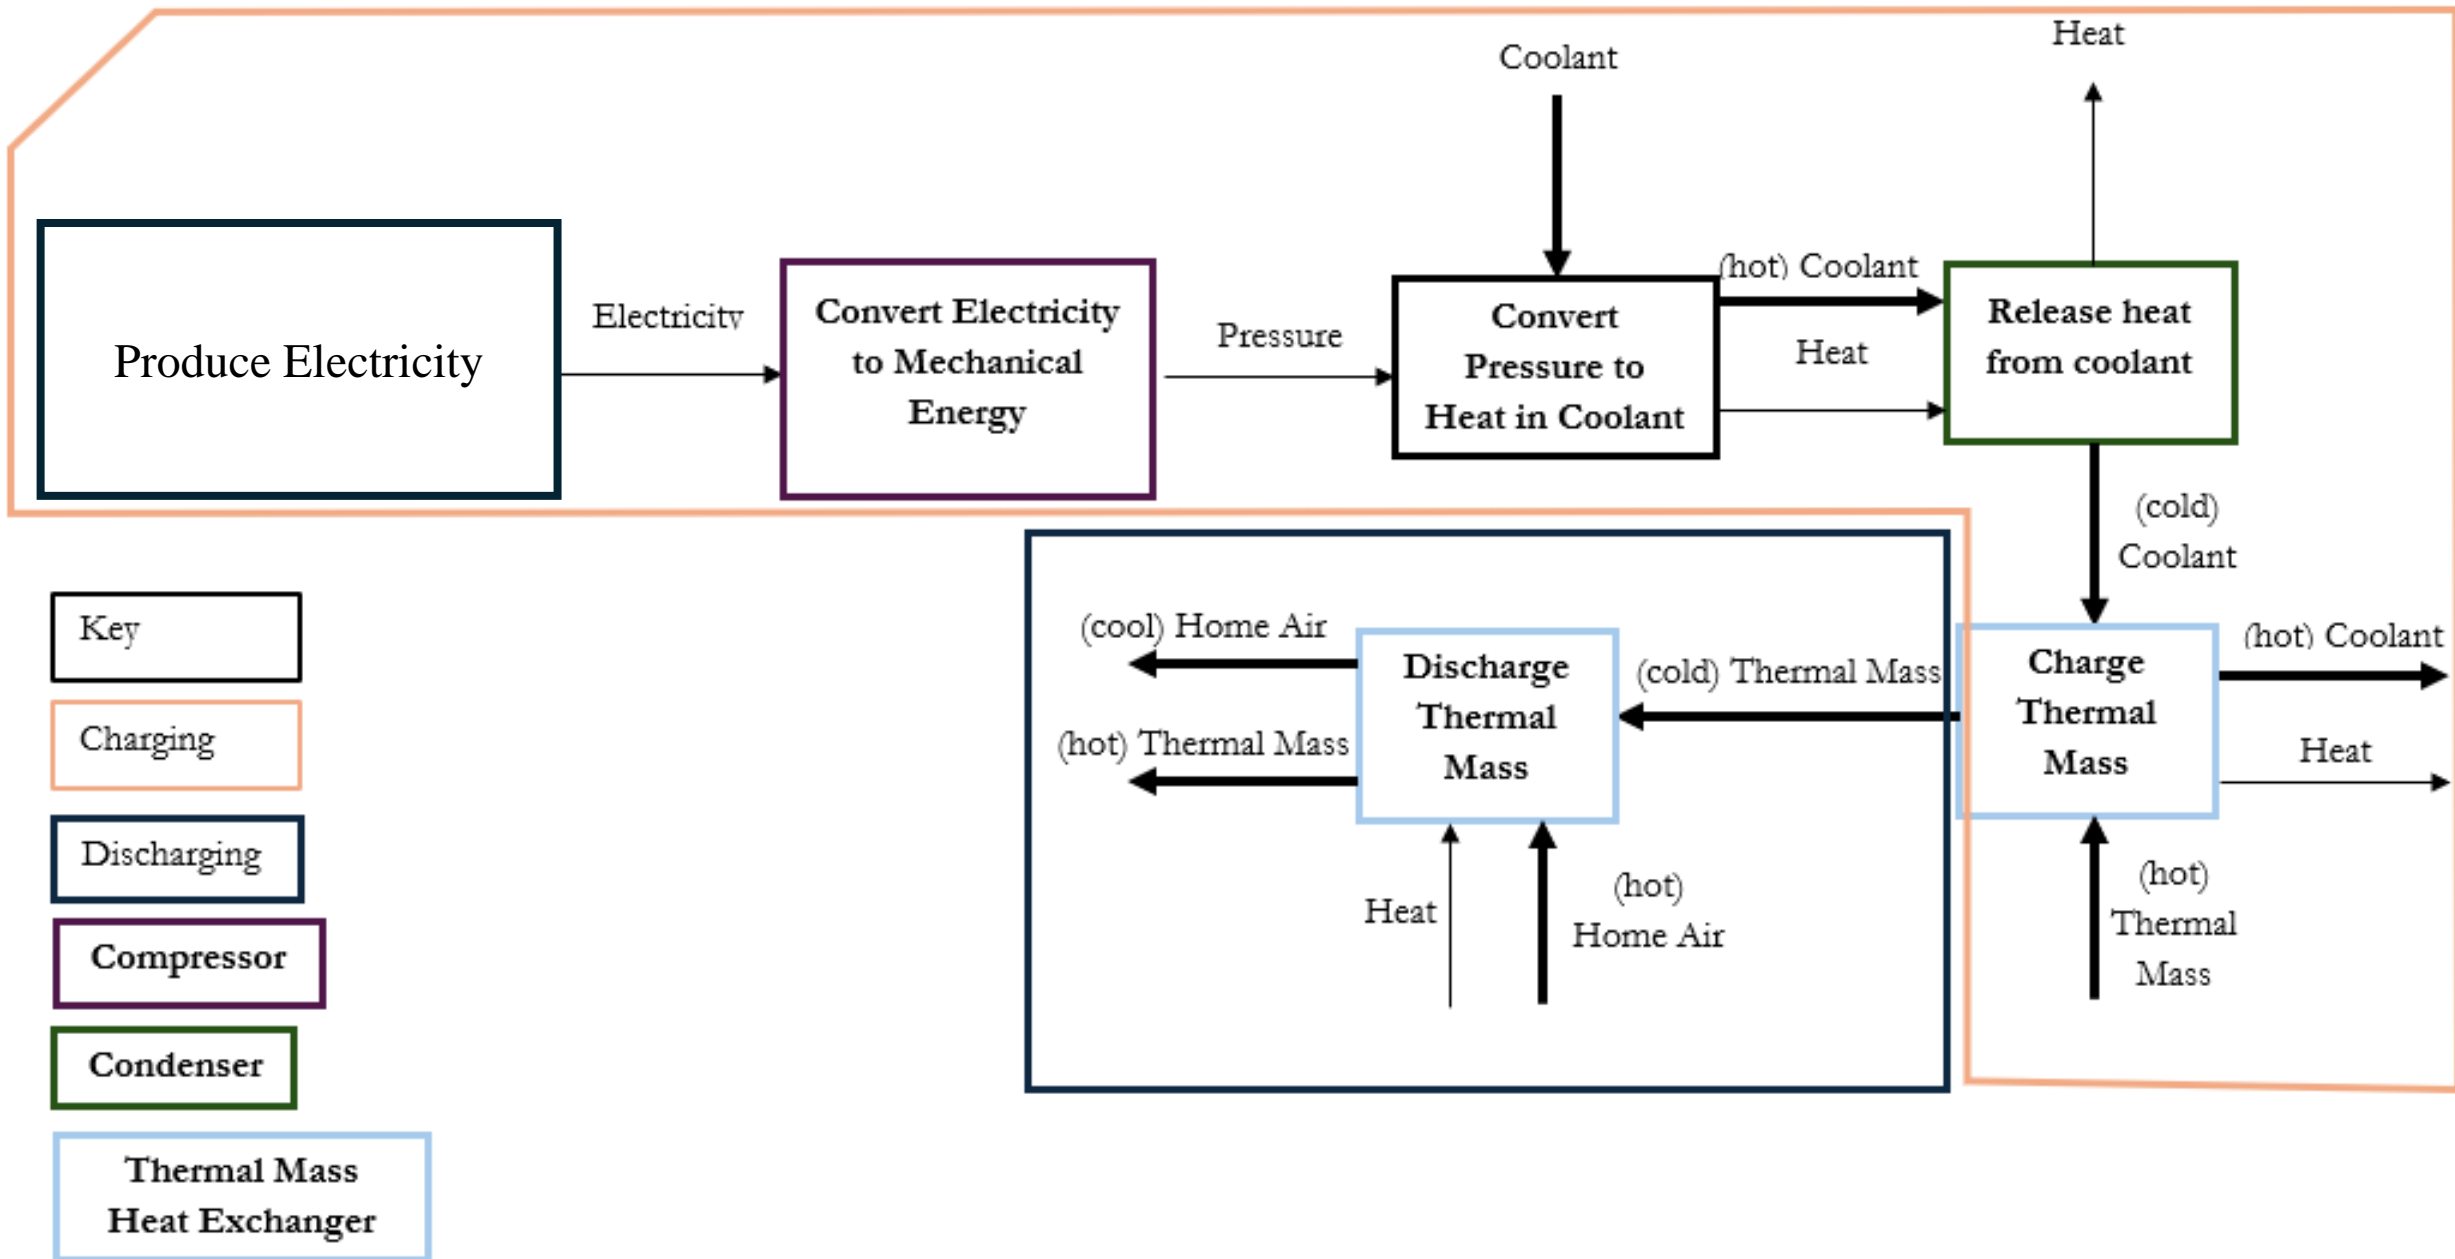 Heat
Coolant
(hot) Coolant
Produce Electricity
Electricity
Convert Electricity
to Mechanical
Energy
Pressure
Convert
Pressure to
Heat in Coolant
Heat
Release heat
from coolant
(cold)
Coolant
(cool) Home Air
(hot) Thermal Mass
Discharge
Thermal
Mass
(cold) Thermal Mass
Charge
Thermal
Mass
(hot) Coolant
Heat
Heat
(hot)
Home Air
(hot)
Thermal
Mass
Key
Charging
Discharging
Compressor
Condenser
Thermal Mass
Heat Exchanger